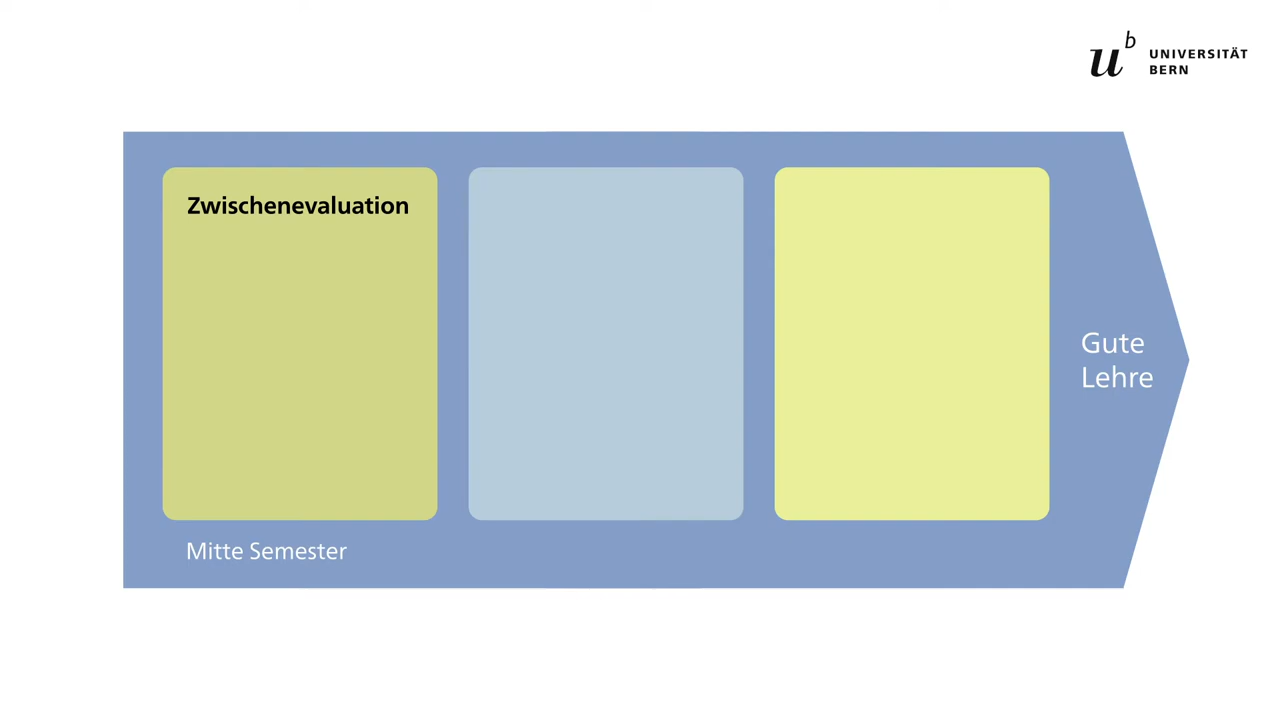 u b
UNIVERSITÄT
BERN
Zwischenevaluation
Gute
Lehre
Mitte Semester